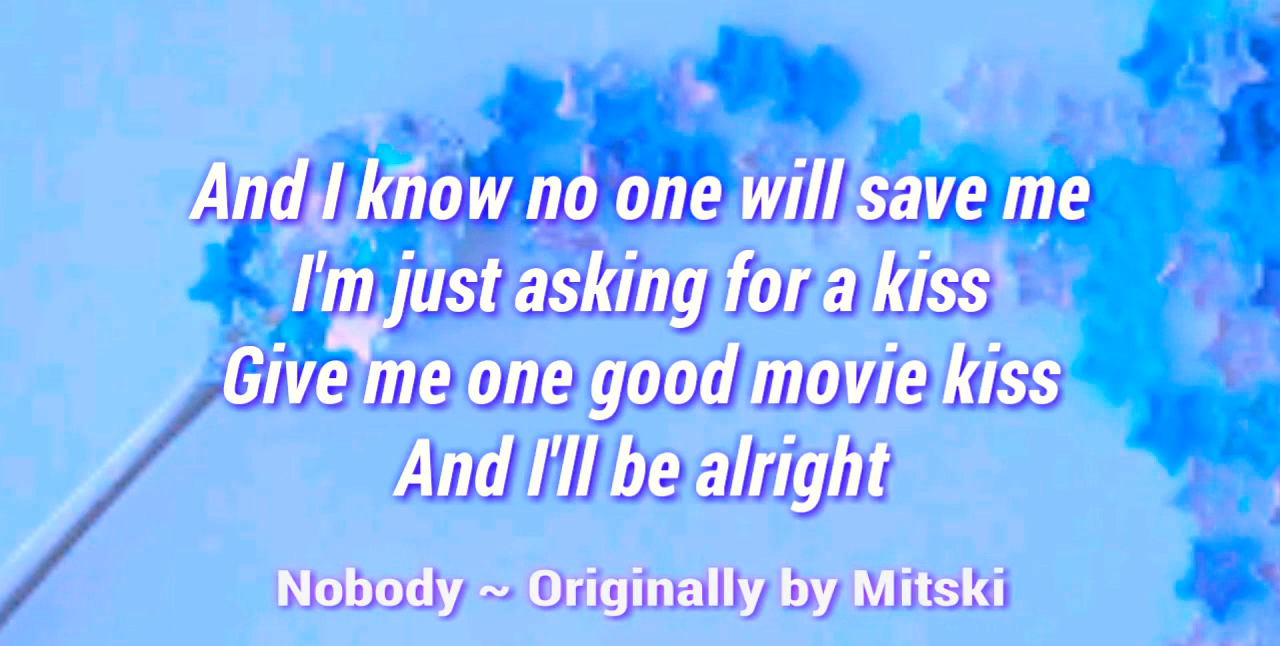 And I know no one will save me
I'm just asking for a kiss
Give me one good movie kiss
And I'll be alright
Nobody ~ Originally by Mitski